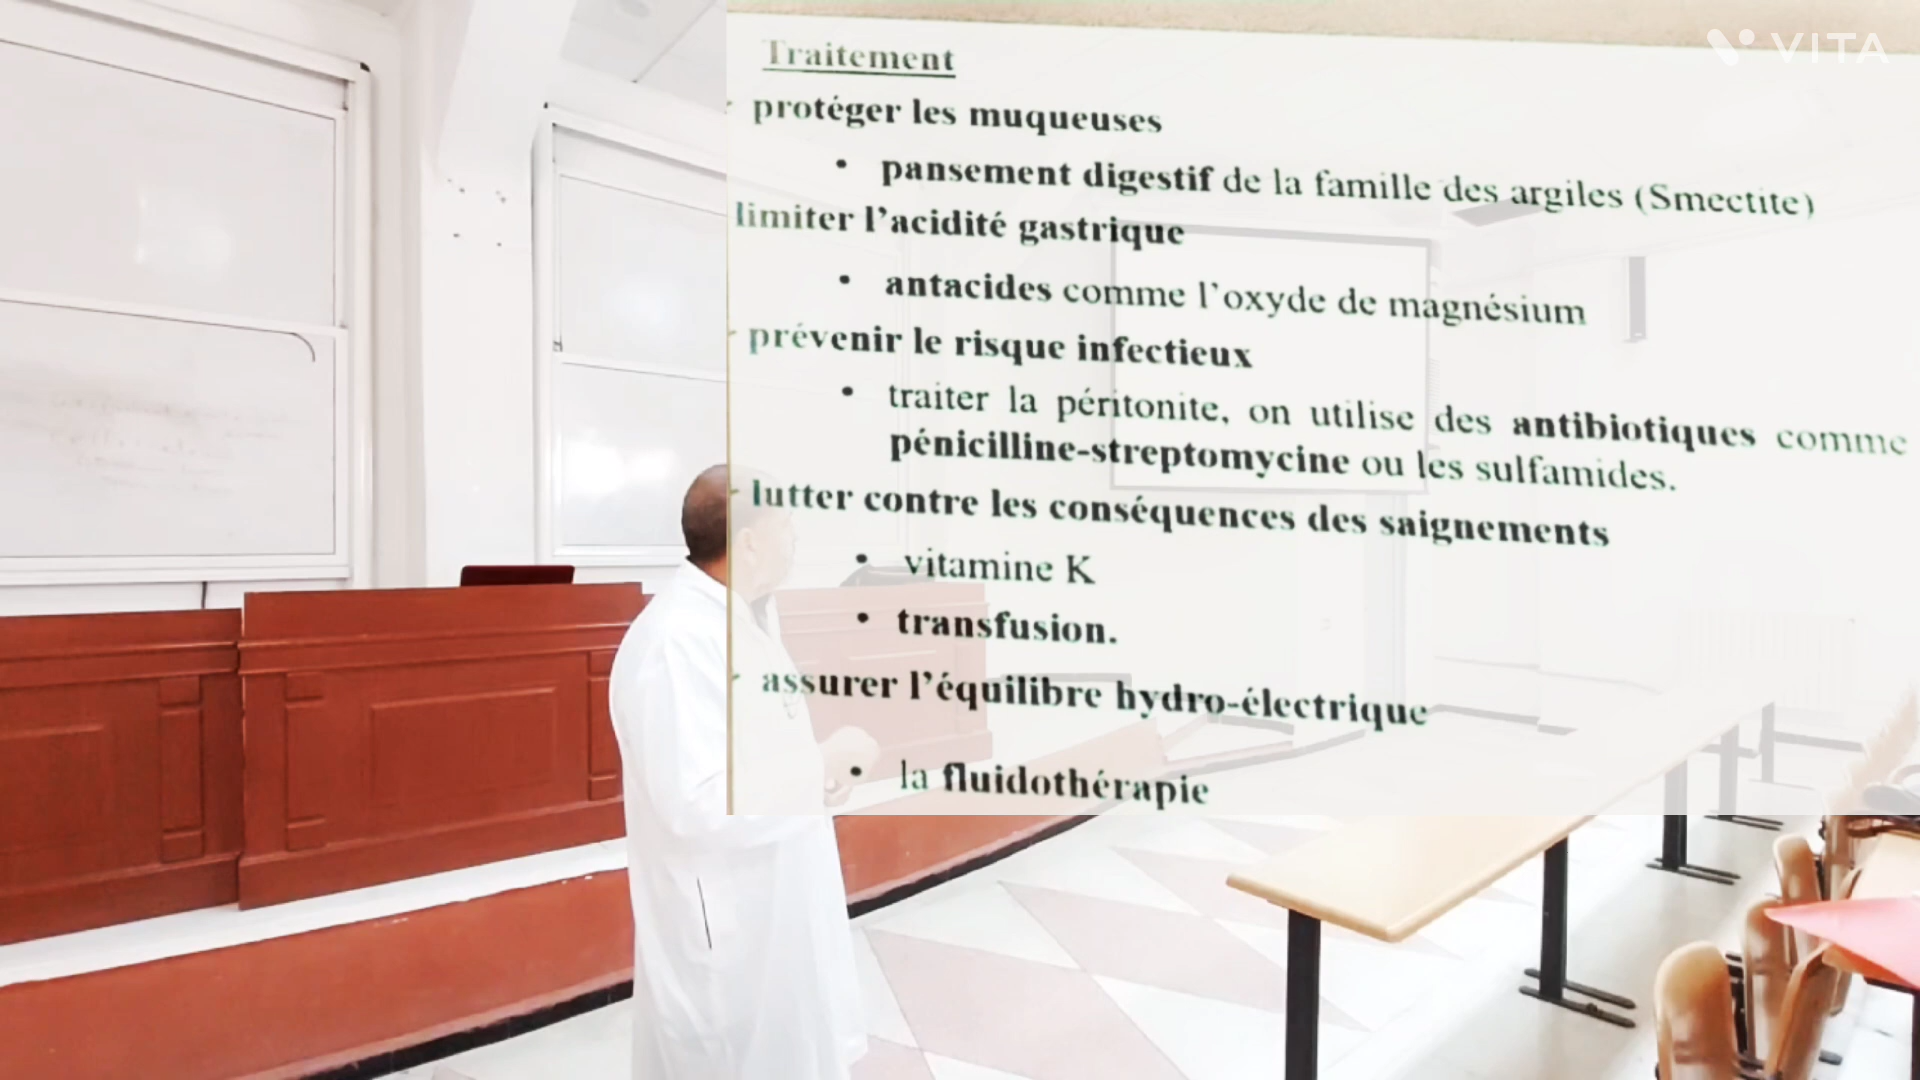 VITA
Traitement
protéger les muqueuses
• pansement digestif de la famille des argiles (Smectite)
limiter l'acidité gastrique
• antacides comme l'oxyde de magnésium
prévenir le risque infectieux
• traiter la péritonite, on utilise des antibiotiques comme
pénicilline-streptomycine ou les sulfamides.
lutter contre les conséquences des saignements
• vitamine K
• transfusion.
assurer l'équilibre hydro-électrique
• la fluidothérapie